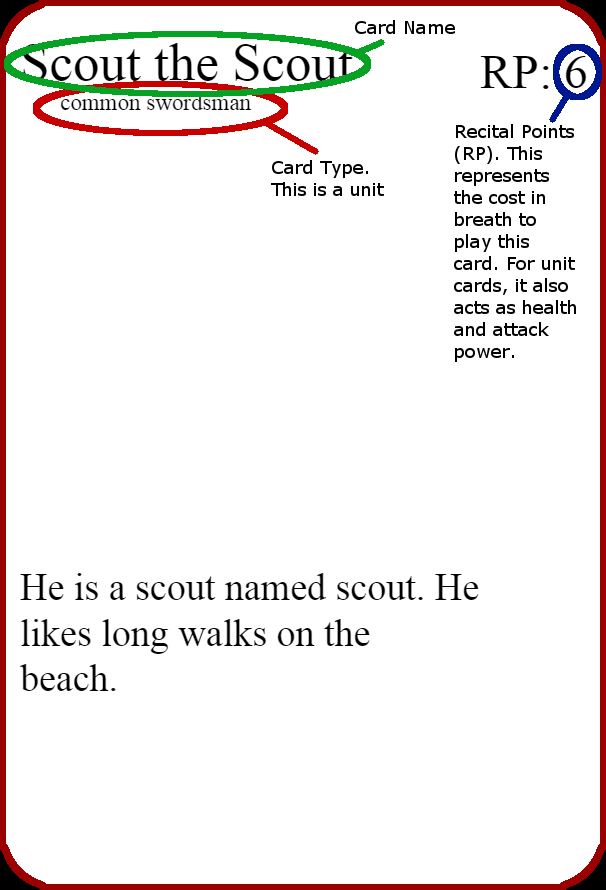 Card Name
Scout the Scout
RP: 6
common swordsman
Recital Points
(RP). This
represents
the cost in
breath to
play this
card. For unit
cards, it also
acts as health
and attack
power.
Card Type.
This is a unit
He is a scout named scout. He
likes long walks on the
beach.